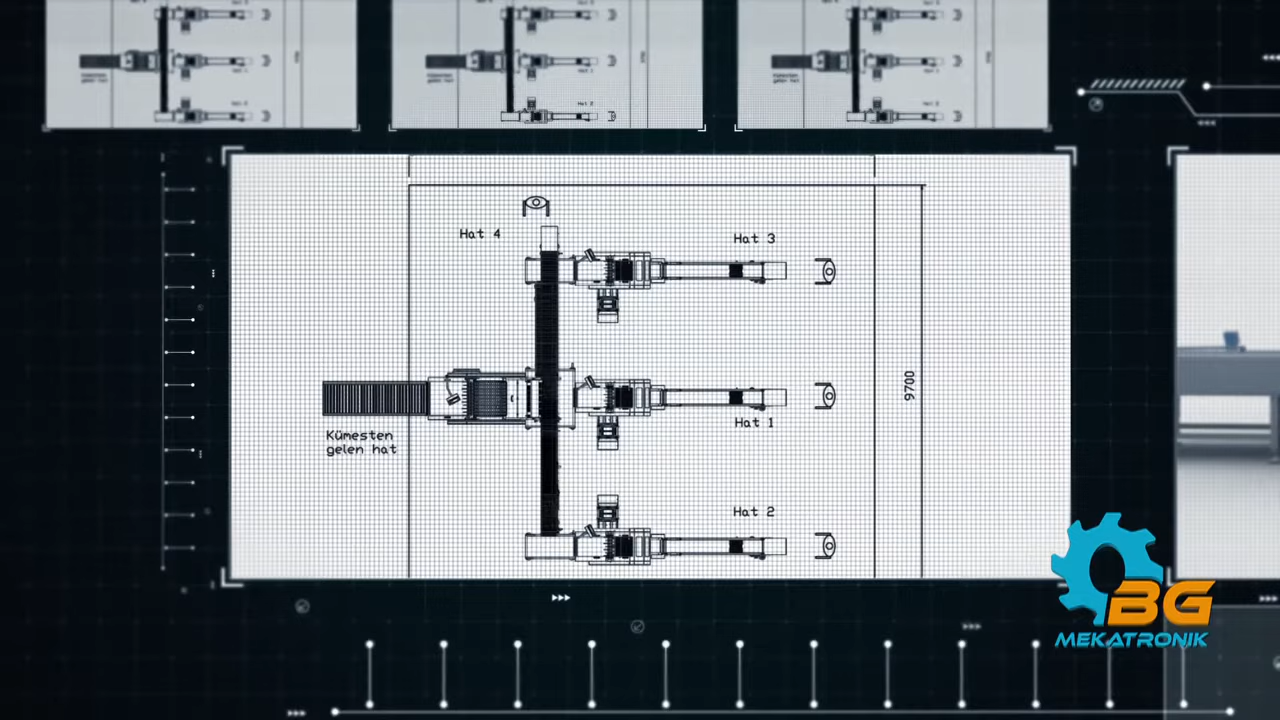 Hat 4
Hat 3
Kümesten
gelen hat
Hat 1
9700
Hat 2
BG
MEKATRONIK